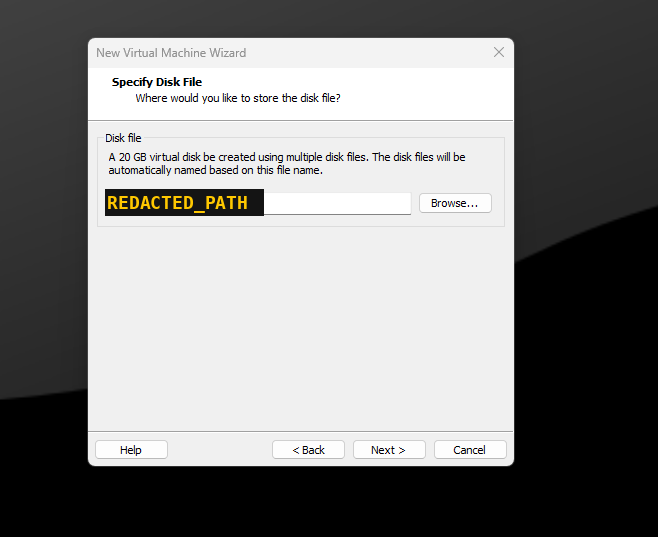 New Virtual Machine Wizard
Specify Disk File
Where would you like to store the disk file?
Disk file
A 20 GB virtual disk be created using multiple disk files. The disk files will be
automatically named based on this file name.
REDACTED_PATH
Browse...
Help
< Back
Next >
Cancel